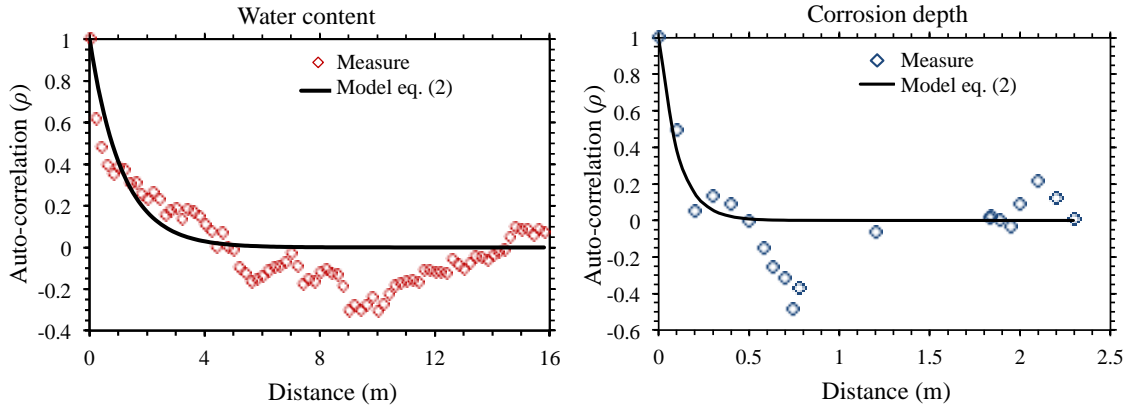 Water content
Auto-correlation (ρ)
1
0.8
0.6
0.4
0.2
0
-0.2
-0.4
Measure
Model eq. (2)
0 4 8 12 16
Distance (m)
Corrosion depth
Auto-correlation (ρ)
1
0.8
0.6
0.4
0.2
0
-0.2
-0.4
-0.6
Measure
Model eq. (2)
0 0.5 1 1.5 2 2.5
Distance (m)